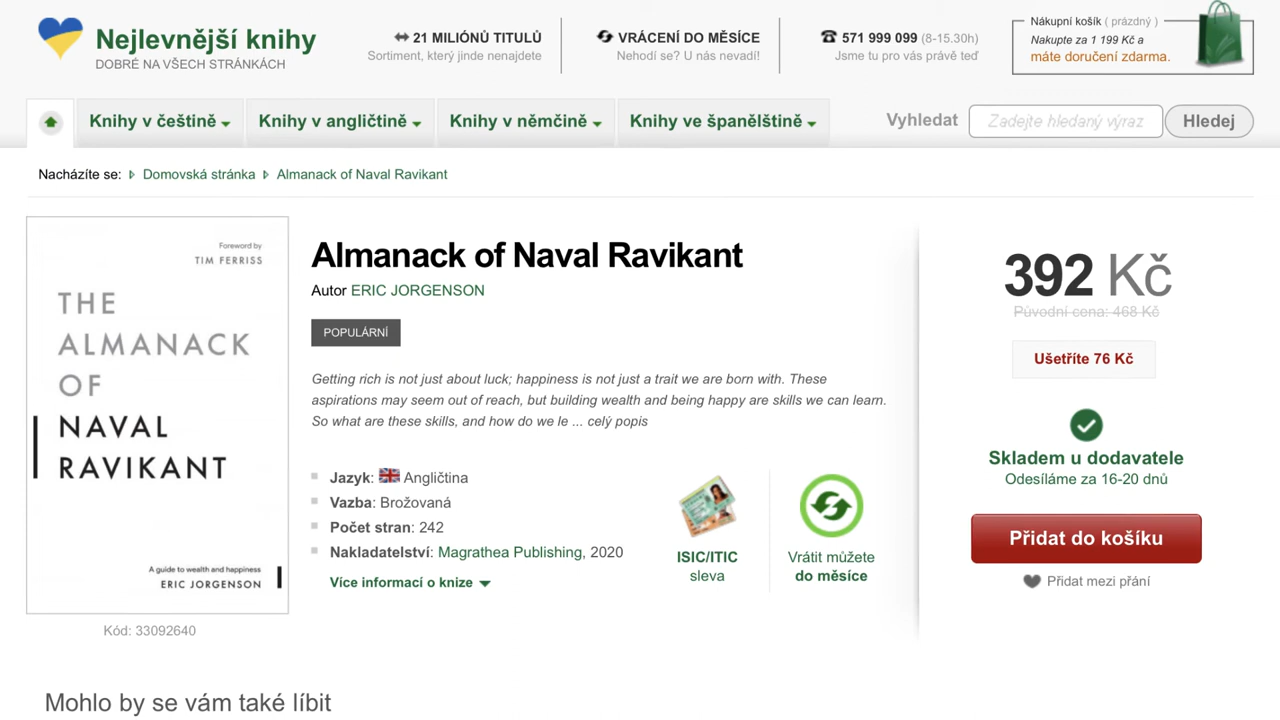 Nejlevnější knihy
DOBRÉ NA VŠECH STRÁNKÁCH
21 MILIÓNŮ TITULŮ
Sortiment, který jinde nenajdete
VRÁCENÍ DO MĚSÍCE
Nehodí se? U nás nevadí!
571 999 099 (8-15.30h)
Jsme tu pro vás právě teď
Nákupní košík ( prázdný )
Nakupte za 1 199 Kč a
máte doručení zdarma.
Knihy v češtině
Knihy v angličtině
Knihy v němčině
Knihy ve španělštině
Vyhledat
Zadejte hledaný výraz
Hledej
Nacházíte se: Domovská stránka Almanack of Naval Ravikant
Foreword by
TIM FERRISS
THE
ALMANACK
OF
NAVAL
RAVIKANT
A guide to wealth and happiness
ERIC JORGENSON
Kód: 33092640
Almanack of Naval Ravikant
Autor ERIC JORGENSON
POPULÁRNÍ
Getting rich is not just about luck; happiness is not just a trait we are born with. These
aspirations may seem out of reach, but building wealth and being happy are skills we can learn.
So what are these skills, and how do we le ... celý popis
Jazyk: Angličtina
Vazba: Brožovaná
Počet stran: 242
Nakladatelství: Magrathea Publishing, 2020
Více informací o knize
ISIC/ITIC
sleva
Vrátit můžete
do měsíce
392 Kč
Původní cena: 468 Kč
Ušetříte 76 Kč
Skladem u dodavatele
Odesíláme za 16-20 dnů
Přidat do košíku
Přidat mezi přání
Mohlo by se vám také líbit